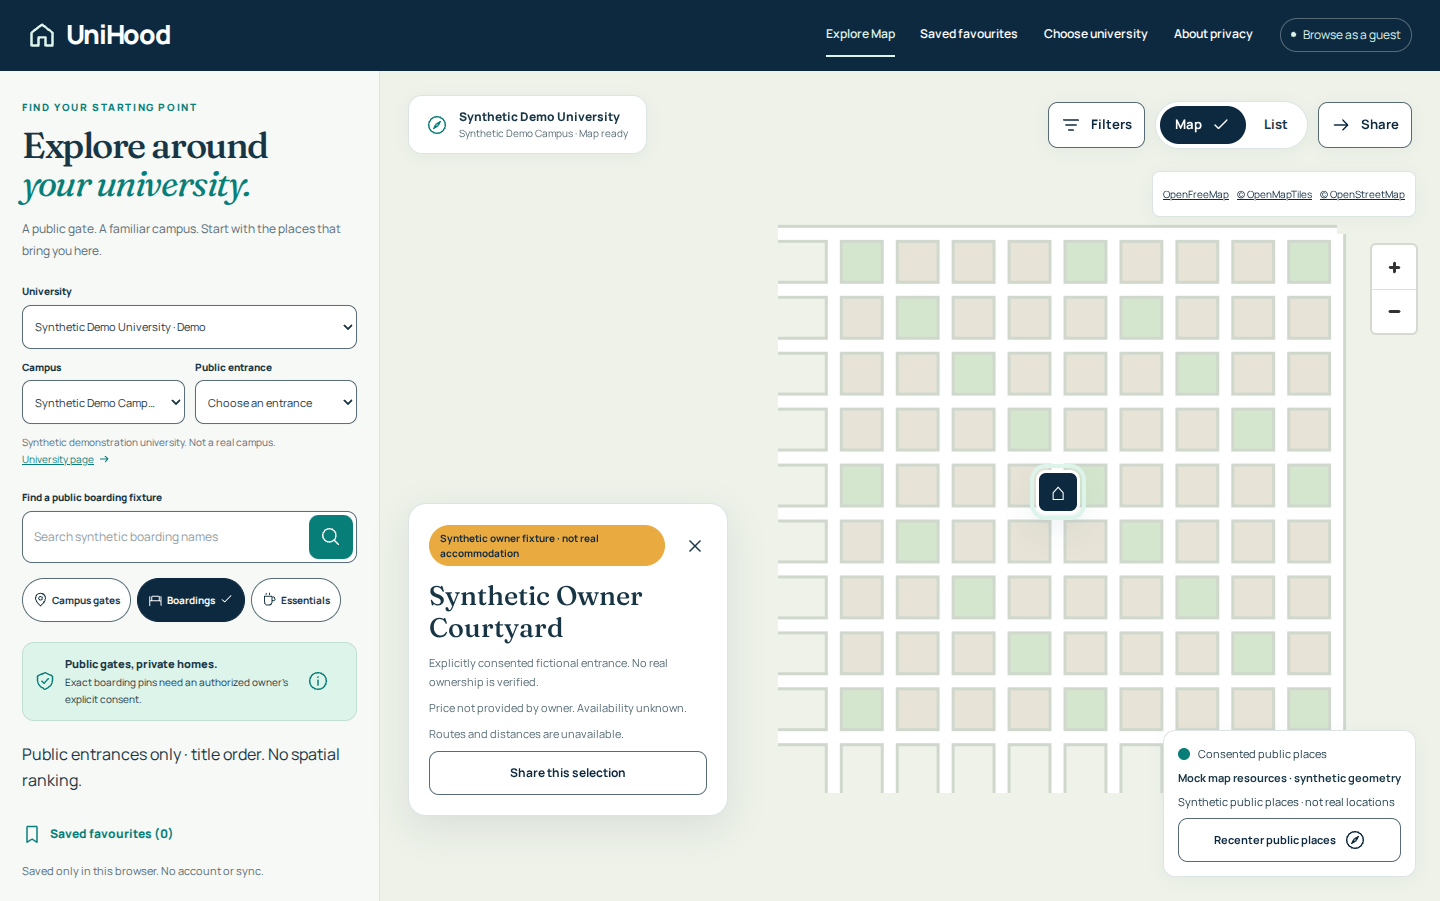 UniHood
Explore Map
Saved favourites
Choose university
About privacy
Browse as a guest
FIND YOUR STARTING POINT
Explore around
your university.
A public gate. A familiar campus. Start with the places that
bring you here.
University
Synthetic Demo University · Demo
Campus
Public entrance
Synthetic Demo Camp...
Choose an entrance
Synthetic demonstration university. Not a real campus.
University page
Find a public boarding fixture
Search synthetic boarding names
Campus gates
Boardings
Essentials
Public gates, private homes.
Exact boarding pins need an authorized owner's
explicit consent.
Public entrances only · title order. No spatial
ranking.
Saved favourites (0)
Saved only in this browser. No account or sync.
Synthetic Demo University
Synthetic Demo Campus · Map ready
Filters
Map
List
Share
OpenFreeMap
© OpenMapTiles
© OpenStreetMap
+
−
Synthetic owner fixture · not real
accommodation
Synthetic Owner
Courtyard
Explicitly consented fictional entrance. No real
ownership is verified.
Price not provided by owner. Availability unknown.
Routes and distances are unavailable.
Share this selection
Consented public places
Mock map resources · synthetic geometry
Synthetic public places · not real locations
Recenter public places